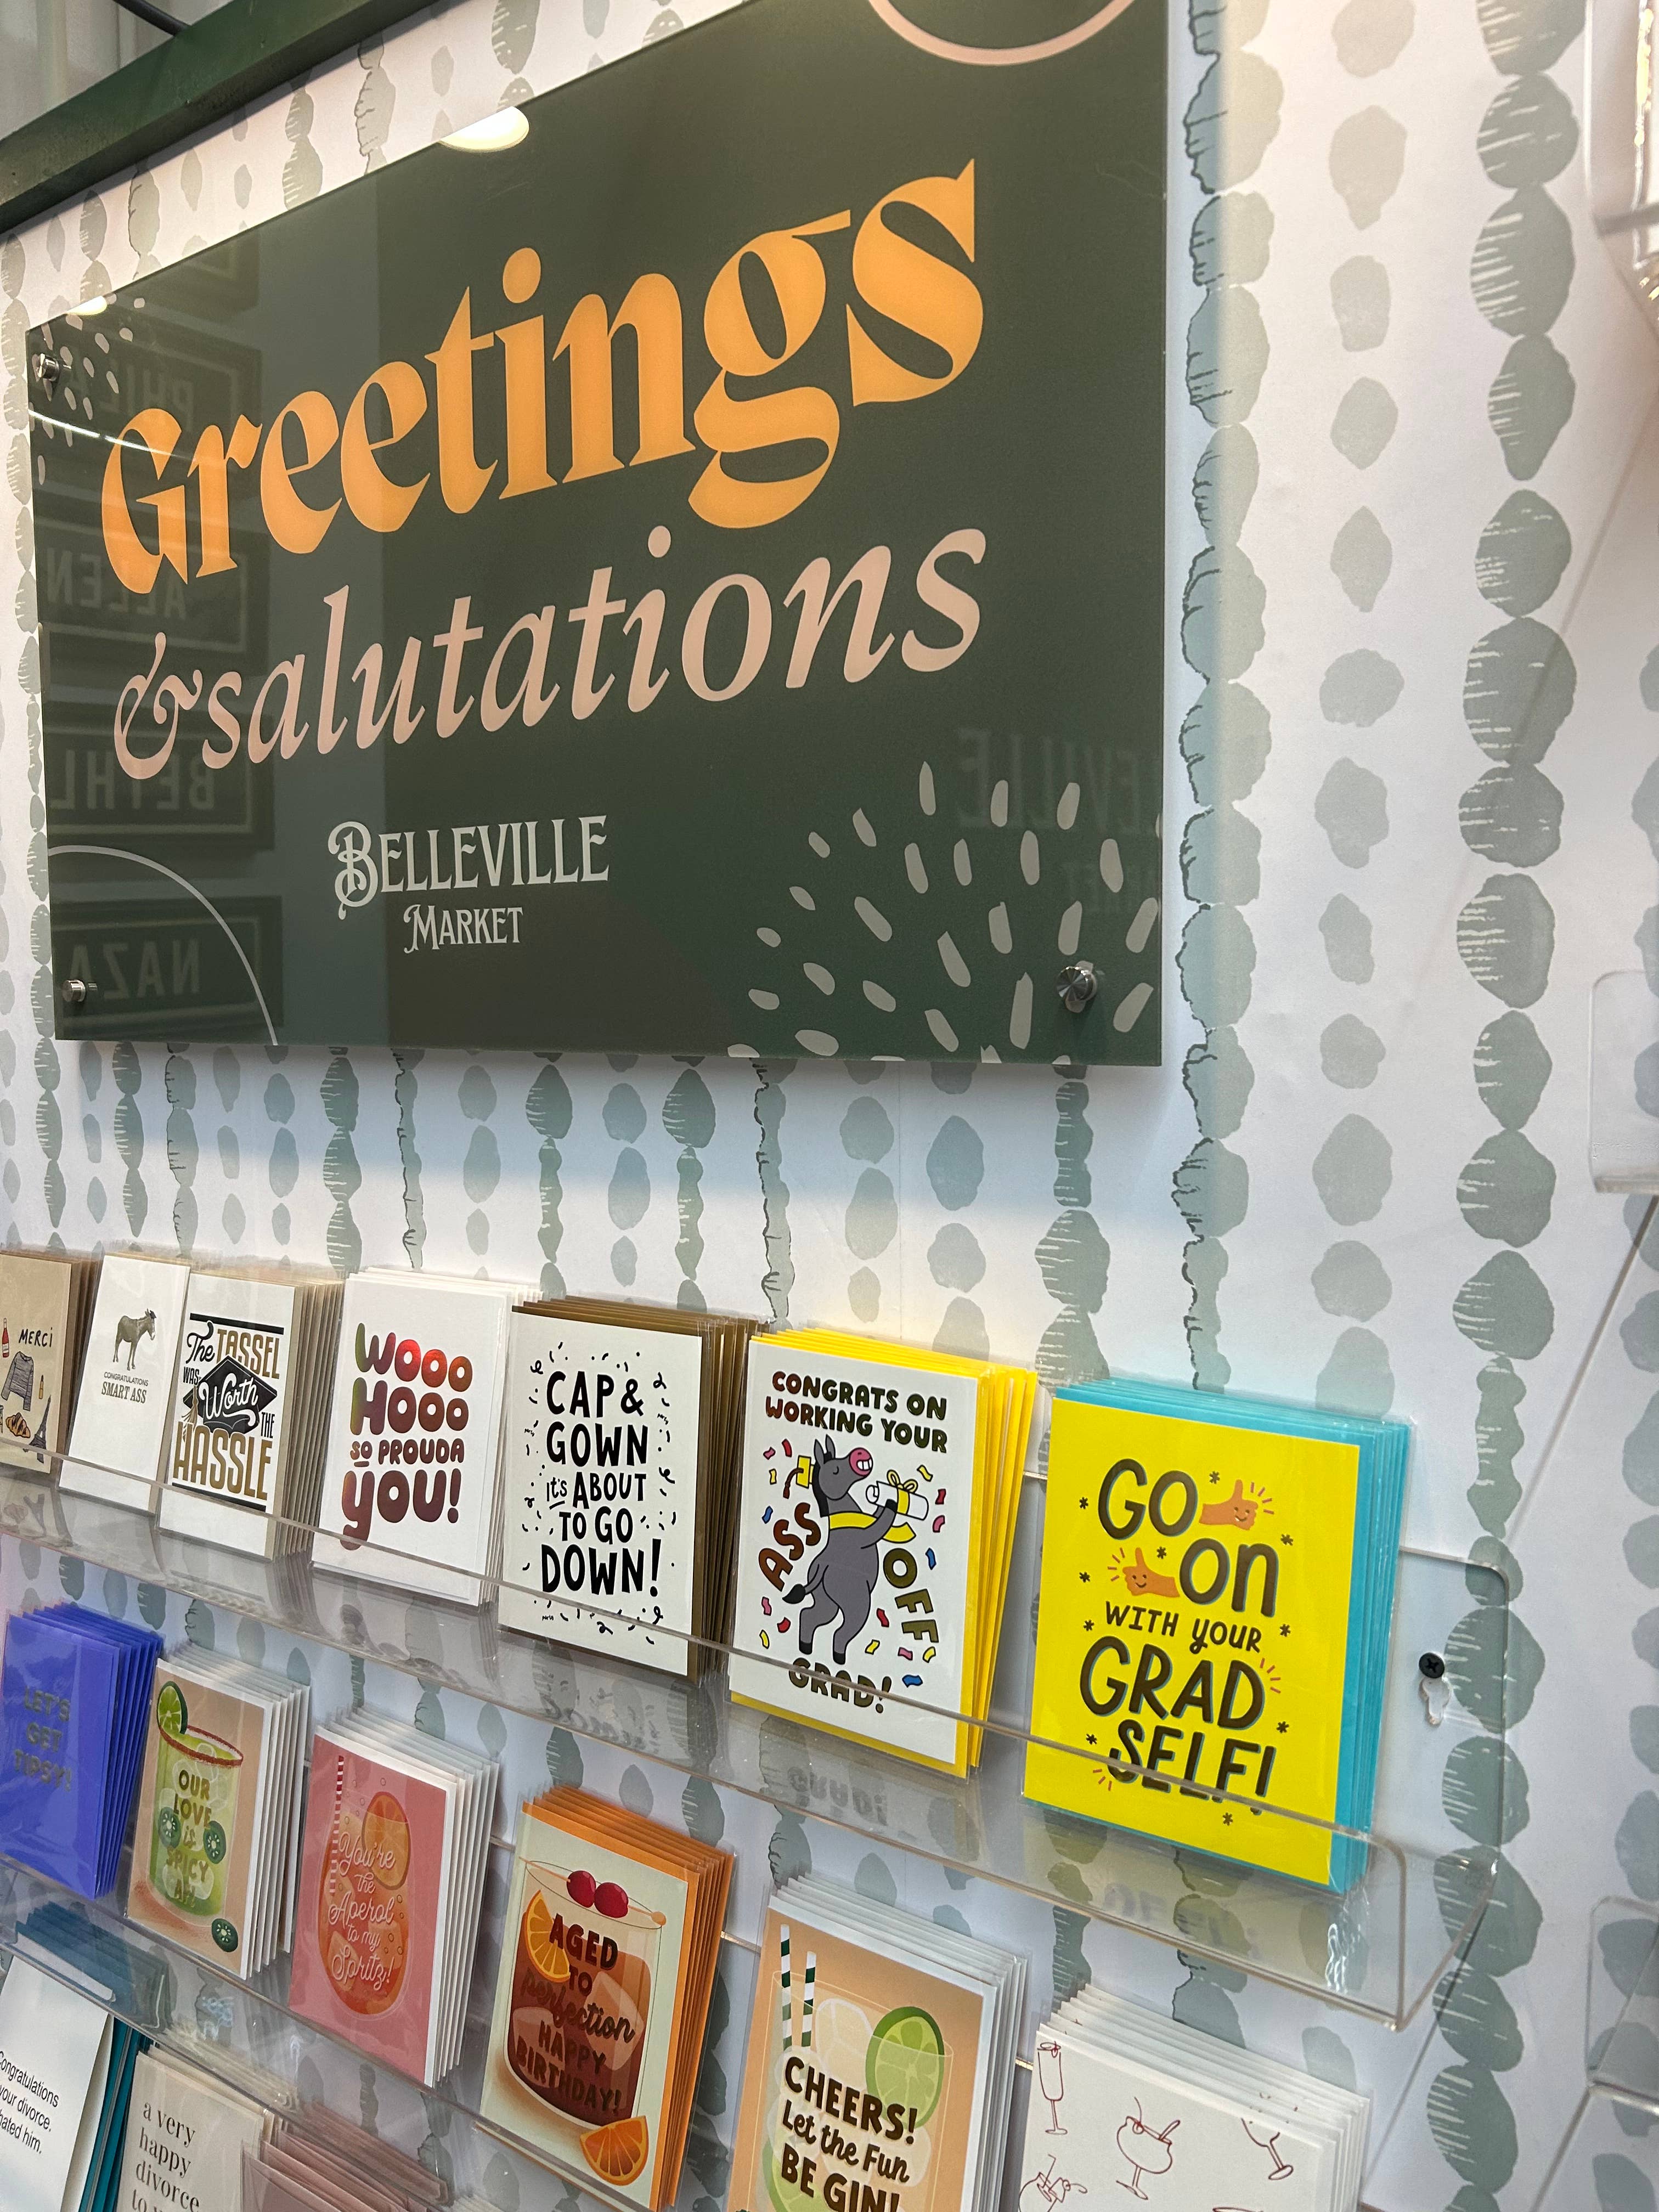 Greetings
& salutations
BELLEVILLE
MARKET
MERCI
CONGRATULATIONS
SMART ASS
The TASSEL
WAS Worth THE
HASSLE
WOOO
HOOO
SO PROUDA
YOU!
CAP &
GOWN
it's ABOUT
TO GO
DOWN!
CONGRATS ON
WORKING YOUR
ASS OFF
GRAD!
GO
on
WITH YOUR
GRAD
SELF!
LET'S
GET
TIPSY!
OUR
LOVE
is
SPICY
AF
You're
the
Aperol
to my
Spritz!
AGED
TO
perfection
HAPPY
BIRTHDAY!
CHEERS!
Let the Fun
BE GIN!
Congratulations
your divorce.
hated him.
a very
happy
divorce